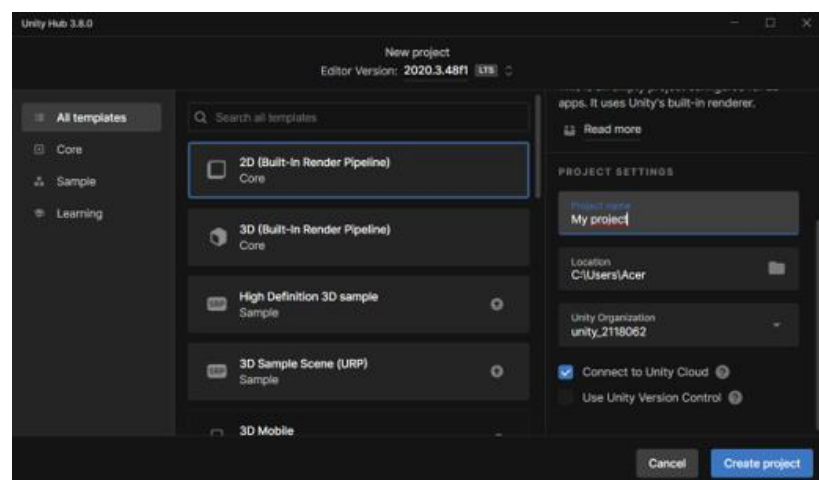 Unity Hub 3.8.0
New project
Editor Version: 2020.3.48f1 LTS
All templates
Core
Sample
Learning
Search all templates
2D (Built-In Render Pipeline)
Core
3D (Built-In Render Pipeline)
Core
High Definition 3D sample
Sample
3D Sample Scene (URP)
Sample
3D Mobile
apps. It uses Unity's built-in renderer.
Read more
PROJECT SETTINGS
Project name
My project
Location
C:\Users\Acer
Unity Organization
unity_2118062
Connect to Unity Cloud
Use Unity Version Control
Cancel
Create project